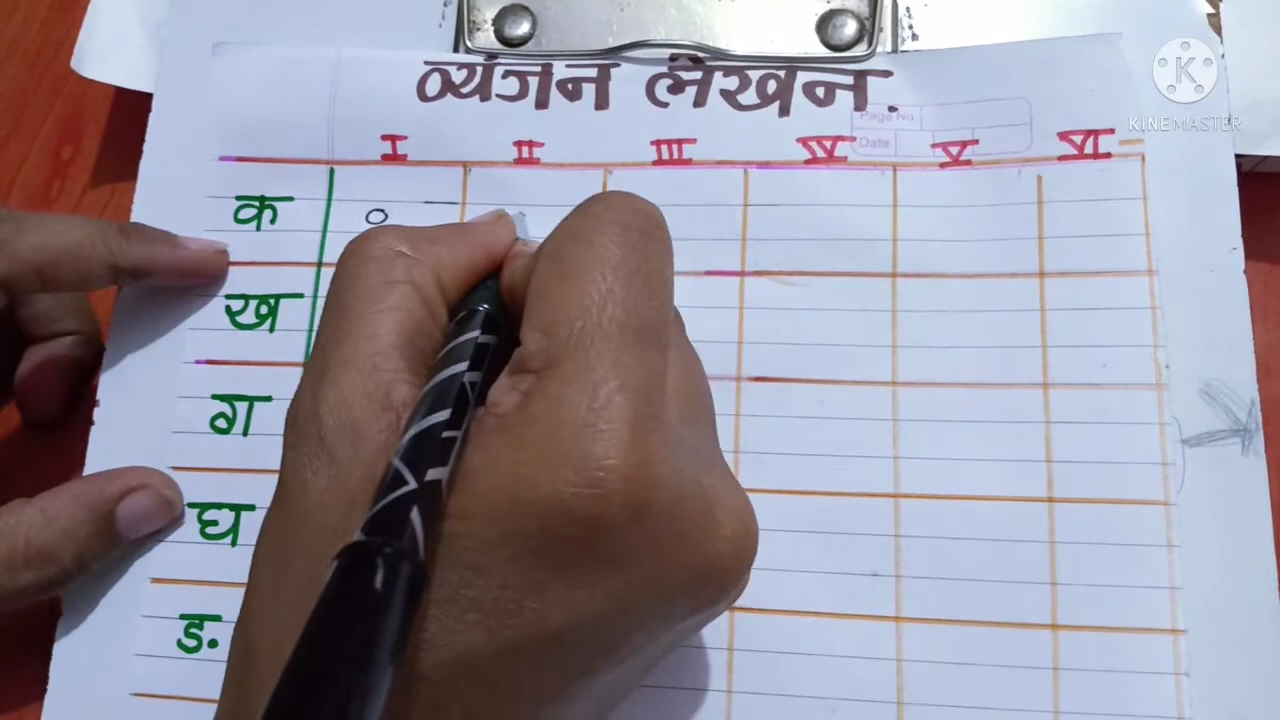 व्यंजन लेखन.
Page No.
Date
I II III IV V VI
क
ख
ग
घ
ङ
K
KINEMASTER